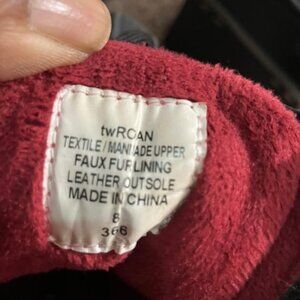 twROAN
TEXTILE/MANMADE UPPER
FAUX FUR LINING
LEATHER OUTSOLE
MADE IN CHINA
8
366